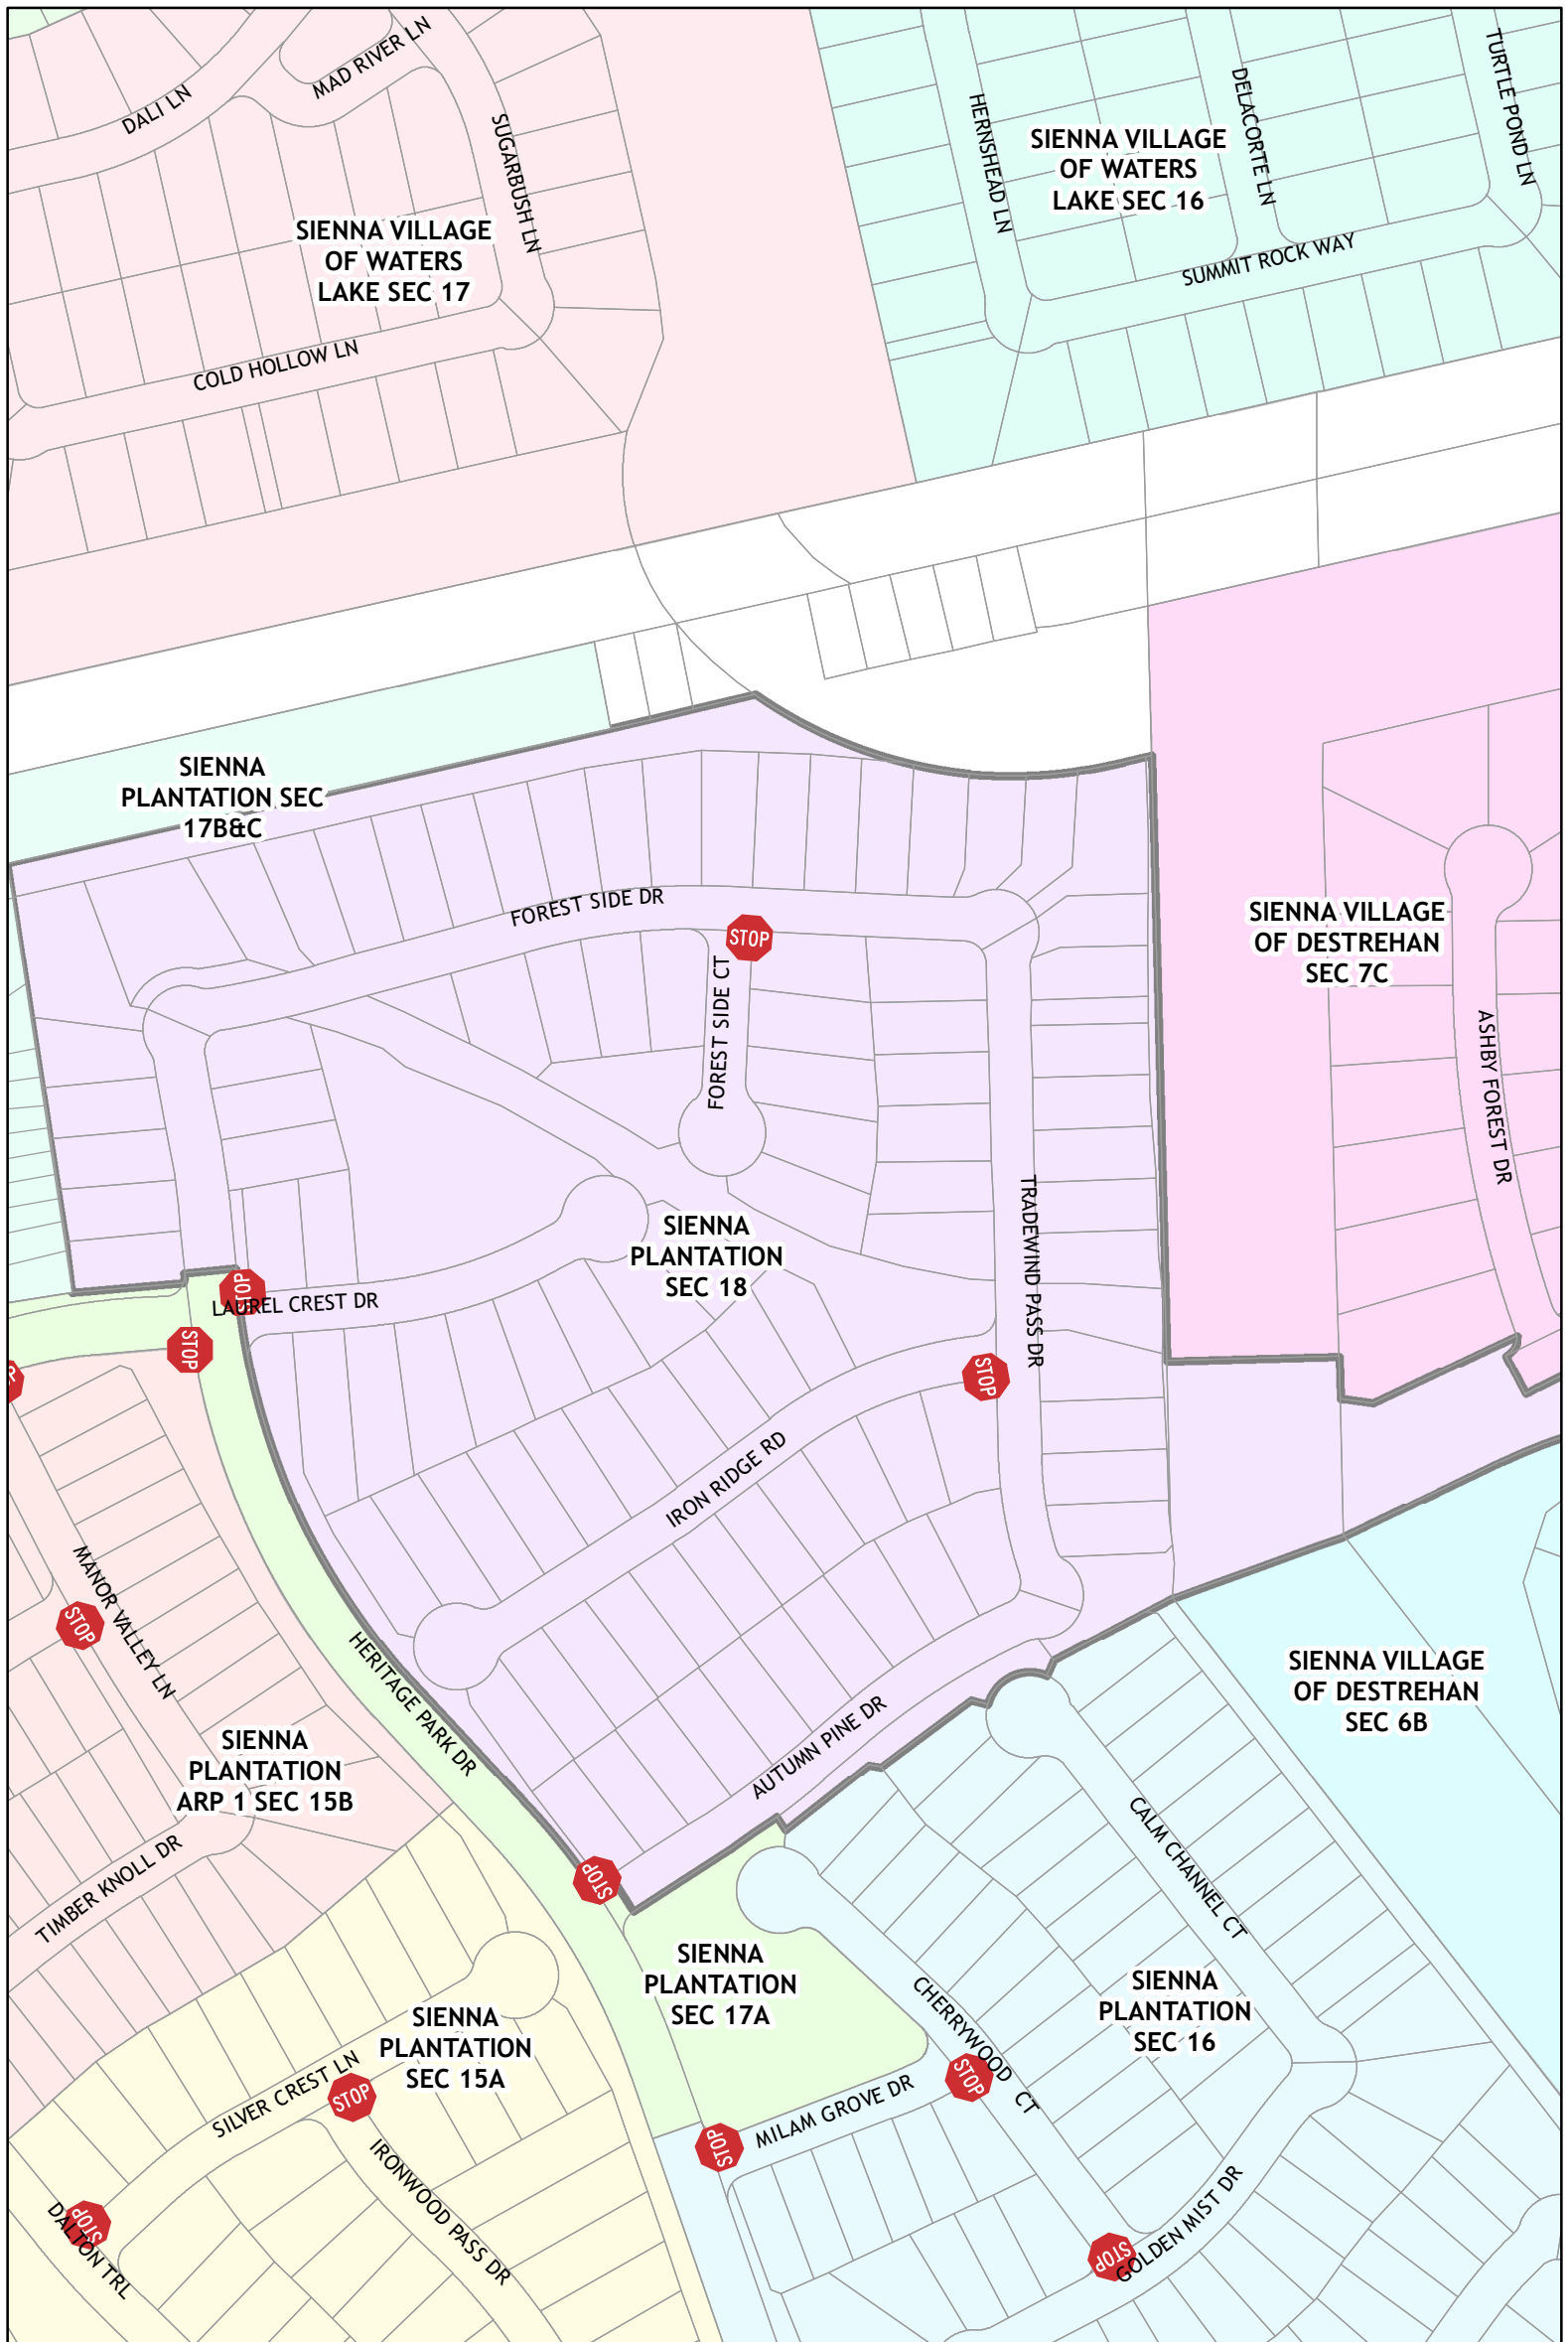 DALI LN
MAD RIVER LN
SUGARBUSH LN
SIENNA VILLAGE
OF WATERS
LAKE SEC 17
COLD HOLLOW LN
HERNSHEAD LN
SIENNA VILLAGE
OF WATERS
LAKE SEC 16
DELACORTE LN
TURTLE POND LN
SUMMIT ROCK WAY
SIENNA
PLANTATION SEC
17B&C
FOREST SIDE DR
STOP
FOREST SIDE CT
SIENNA VILLAGE
OF DESTREHAN
SEC 7C
ASHBY FOREST DR
SIENNA
PLANTATION
SEC 18
TRADEWIND PASS DR
STOP
LAUREL CREST DR
STOP
STOP
IRON RIDGE RD
MANOR VALLEY LN
STOP
HERITAGE PARK DR
SIENNA VILLAGE
OF DESTREHAN
SEC 6B
SIENNA
PLANTATION
ARP 1 SEC 15B
AUTUMN PINE DR
TIMBER KNOLL DR
STOP
CALM CHANNEL CT
SIENNA
PLANTATION
SEC 17A
SIENNA
PLANTATION
SEC 16
SIENNA
PLANTATION
SEC 15A
CHERRYWOOD CT
STOP
SILVER CREST LN
STOP
MILAM GROVE DR
STOP
IRONWOOD PASS DR
GOLDEN MIST DR
STOP
DALTON TRL
STOP